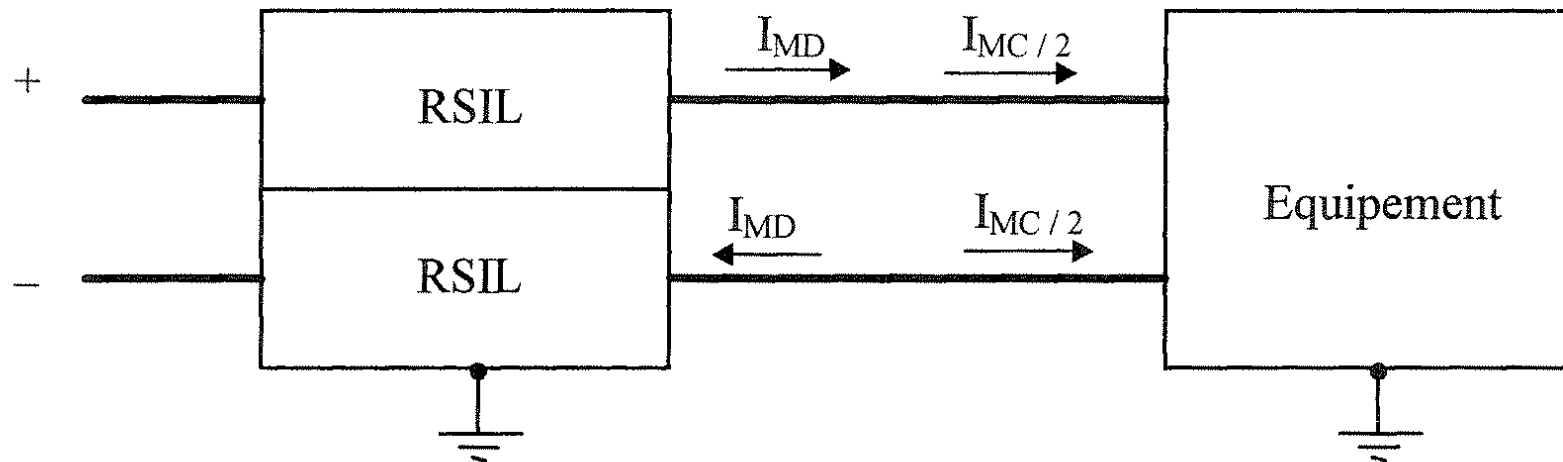 I_MD I_MC / 2
+
RSIL
I_MD I_MC / 2
Equipement
−
RSIL